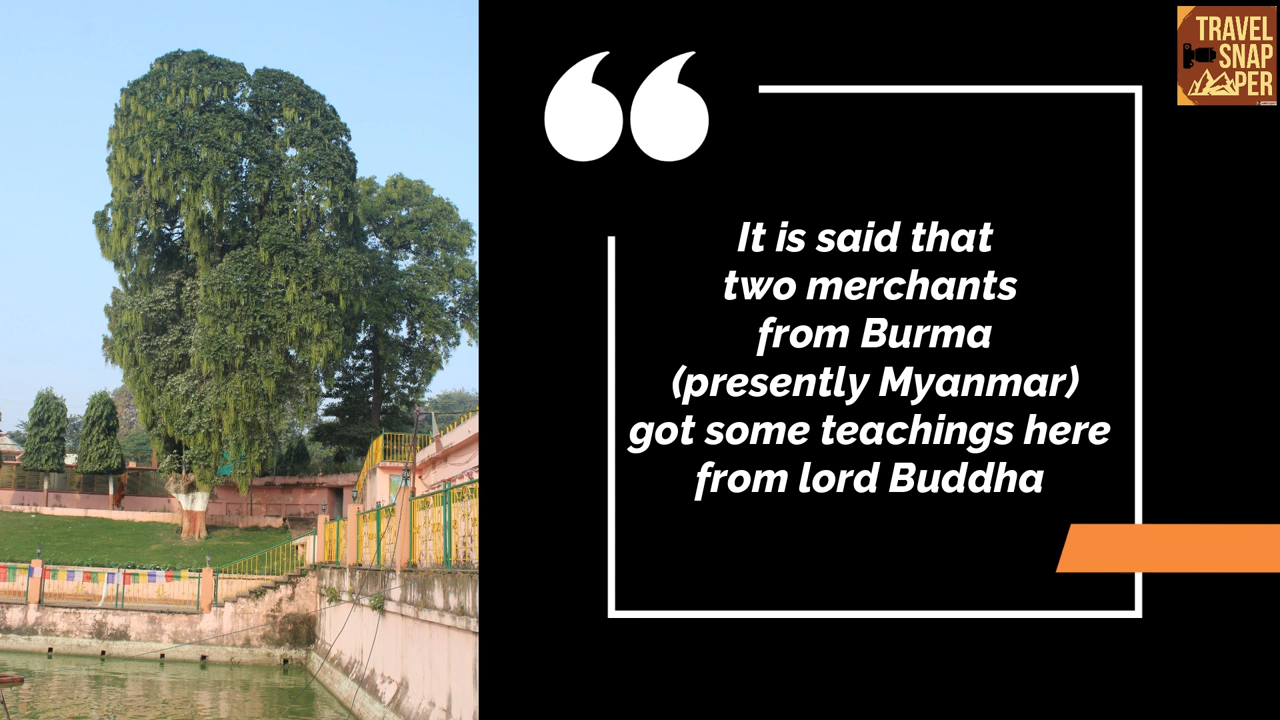 TRAVEL
SNAP
PER
It is said that
two merchants
from Burma
(presently Myanmar)
got some teachings here
from lord Buddha